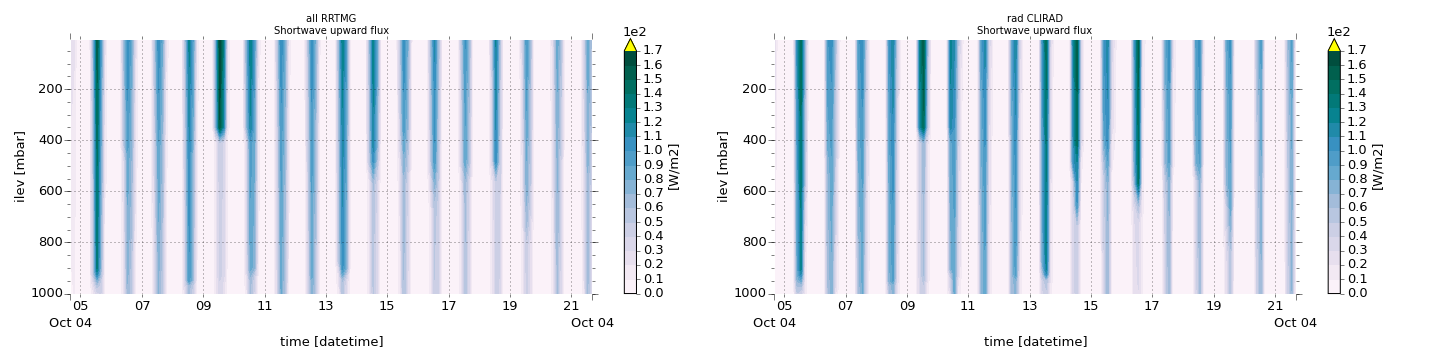 all RRTMG
Shortwave upward flux
1e2
1.7
1.6
1.5
1.4
1.3
1.2
1.1
1.0
0.9
0.8
0.7
0.6
0.5
0.4
0.3
0.2
0.1
0.0
[W/m2]
200
400
600
800
1000
ilev [mbar]
05 07 09 11 13 15 17 19 21
Oct 04 Oct 04
time [datetime]
rad CLIRAD
Shortwave upward flux
1e2
1.7
1.6
1.5
1.4
1.3
1.2
1.1
1.0
0.9
0.8
0.7
0.6
0.5
0.4
0.3
0.2
0.1
0.0
[W/m2]
200
400
600
800
1000
ilev [mbar]
05 07 09 11 13 15 17 19 21
Oct 04 Oct 04
time [datetime]